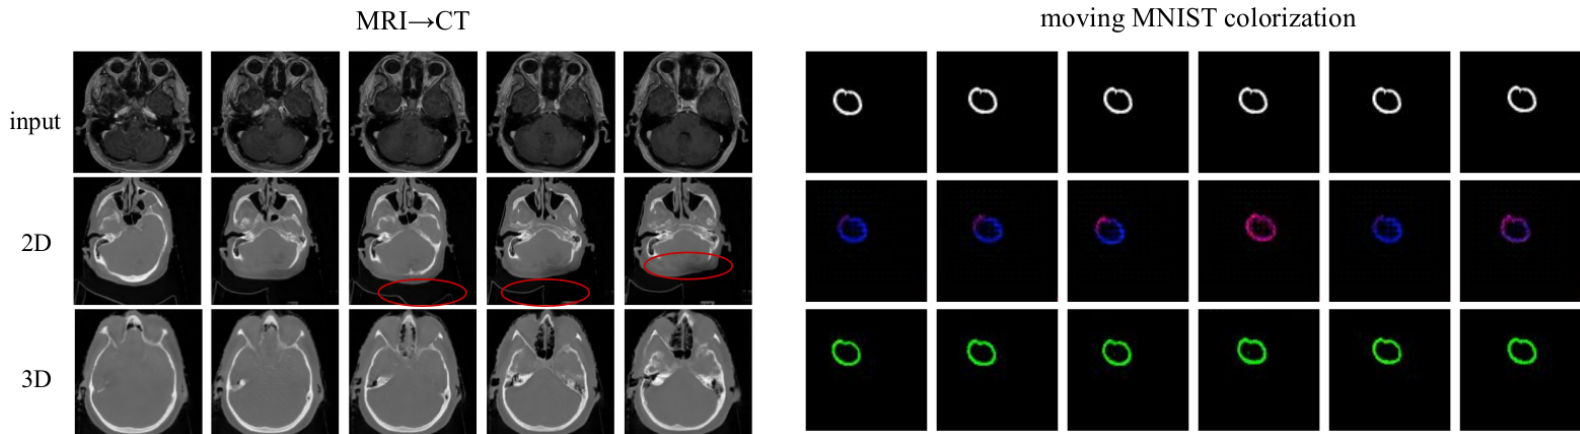 MRI→CT
moving MNIST colorization
input
2D
3D